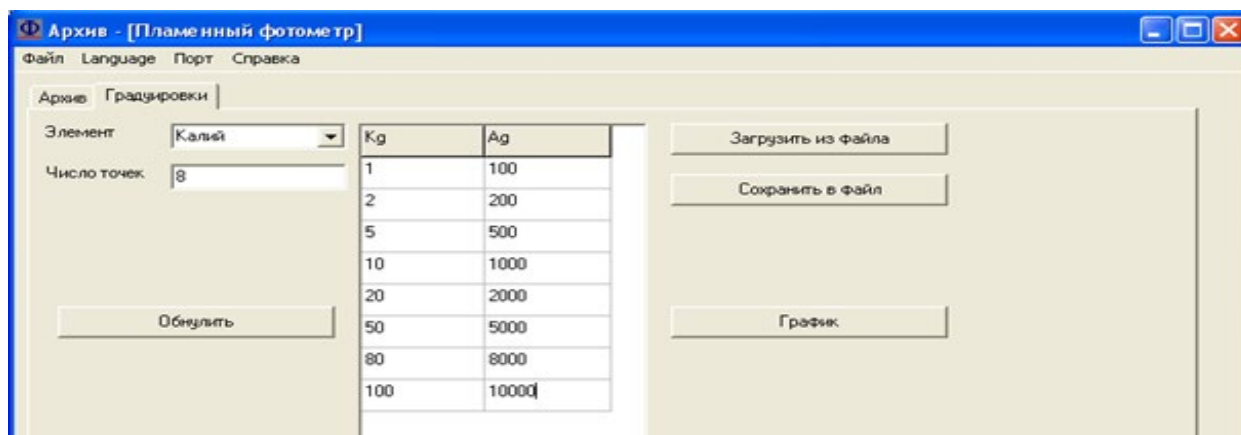 Архив - [Пламенный фотометр]
Файл Language Порт Справка
Архив Градуировки
Элемент Калий
Число точек 8
Kg Ag
1 100
2 200
5 500
10 1000
20 2000
50 5000
80 8000
100 10000
Обнулить
Загрузить из файла
Сохранить в файл
График